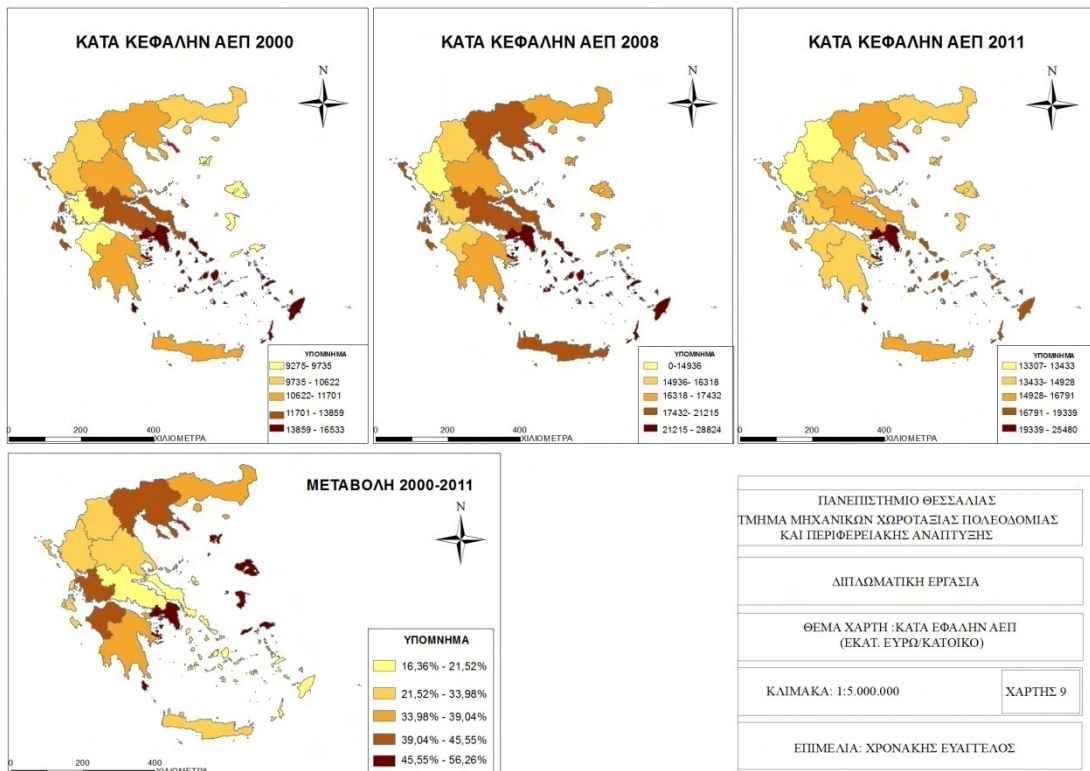 ΚΑΤΑ ΚΕΦΑΛΗΝ ΑΕΠ 2000
N
ΥΠΟΜΝΗΜΑ
9275- 9735
9735 - 10622
10622- 11701
11701 - 13859
13859 - 16533
0 200 400
ΧΙΛΙΟΜΕΤΡΑ
ΚΑΤΑ ΚΕΦΑΛΗΝ ΑΕΠ 2008
N
ΥΠΟΜΝΗΜΑ
0-14936
14936- 16318
16318 - 17432
17432 - 21215
21215 - 28824
0 200 400
ΧΙΛΙΟΜΕΤΡΑ
ΚΑΤΑ ΚΕΦΑΛΗΝ ΑΕΠ 2011
N
ΥΠΟΜΝΗΜΑ
13307- 13433
13433- 14928
14928 - 16791
16791 - 19339
19339 - 25480
0 200 400
ΧΙΛΙΟΜΕΤΡΑ
ΜΕΤΑΒΟΛΗ 2000-2011
N
ΥΠΟΜΝΗΜΑ
16,36% - 21,52%
21,52% - 33,98%
33,98% - 39,04%
39,04% - 45,55%
45,55% - 56,26%
0 200 400
ΧΙΛΙΟΜΕΤΡΑ
ΠΑΝΕΠΙΣΤΗΜΙΟ ΘΕΣΣΑΛΙΑΣ
ΤΜΗΜΑ ΜΗΧΑΝΙΚΩΝ ΧΩΡΟΤΑΞΙΑΣ ΠΟΛΕΟΔΟΜΙΑΣ
ΚΑΙ ΠΕΡΙΦΕΡΕΙΑΚΗΣ ΑΝΑΠΤΥΞΗΣ
ΔΙΠΛΩΜΑΤΙΚΗ ΕΡΓΑΣΙΑ
ΘΕΜΑ ΧΑΡΤΗ :ΚΑΤΑ ΕΦΑΛΗΝ ΑΕΠ
(ΕΚΑΤ. ΕΥΡΩ/ΚΑΤΟΙΚΟ)
ΚΛΙΜΑΚΑ: 1:5.000.000
ΧΑΡΤΗΣ 9
ΕΠΙΜΕΛΙΑ: ΧΡΟΝΑΚΗΣ ΕΥΑΓΓΕΛΟΣ